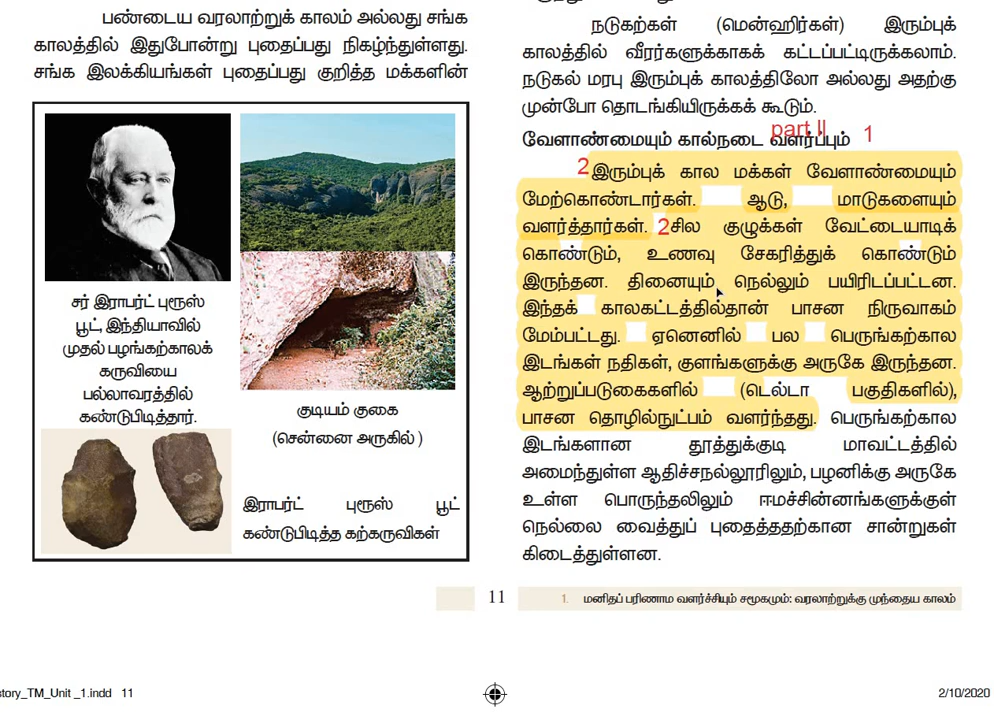 பண்டைய வரலாற்றுக் காலம் அல்லது சங்க
காலத்தில் இதுபோன்று புதைப்பது நிகழ்ந்துள்ளது.
சங்க இலக்கியங்கள் புதைப்பது குறித்த மக்களின்
சர் இராபர்ட் புரூஸ்
பூட், இந்தியாவில்
முதல் பழங்கற்காலக்
கருவியை
பல்லாவரத்தில்
கண்டுபிடித்தார்.
குடியம் குகை
(சென்னை அருகில் )
இராபர்ட் புரூஸ் பூட்
கண்டுபிடித்த கற்கருவிகள்
நடுகற்கள் (மென்ஹிர்கள்) இரும்புக்
காலத்தில் வீரர்களுக்காகக் கட்டப்பட்டிருக்கலாம்.
நடுகல் மரபு இரும்புக் காலத்திலோ அல்லது அதற்கு
முன்போ தொடங்கியிருக்கக் கூடும்.
part II
வேளாண்மையும் கால்நடை வளர்ப்பும் 1
2இரும்புக் கால மக்கள் வேளாண்மையும்
மேற்கொண்டார்கள். ஆடு, மாடுகளையும்
வளர்த்தார்கள். 2சில குழுக்கள் வேட்டையாடிக்
கொண்டும், உணவு சேகரித்துக் கொண்டும்
இருந்தன. தினையும் நெல்லும் பயிரிடப்பட்டன.
இந்தக் காலகட்டத்தில்தான் பாசன நிருவாகம்
மேம்பட்டது. ஏனெனில் பல பெருங்கற்கால
இடங்கள் நதிகள், குளங்களுக்கு அருகே இருந்தன.
ஆற்றுப்படுகைகளில் (டெல்டா பகுதிகளில்),
பாசன தொழில்நுட்பம் வளர்ந்தது. பெருங்கற்கால
இடங்களான தூத்துக்குடி மாவட்டத்தில்
அமைந்துள்ள ஆதிச்சநல்லூரிலும், பழனிக்கு அருகே
உள்ள பொருந்தலிலும் ஈமச்சின்னங்களுக்குள்
நெல்லை வைத்துப் புதைத்ததற்கான சான்றுகள்
கிடைத்துள்ளன.
11 1. மனிதப் பரிணாம வளர்ச்சியும் சமூகமும்: வரலாற்றுக்கு முந்தைய காலம்
story_TM_Unit _1.indd 11 2/10/2020